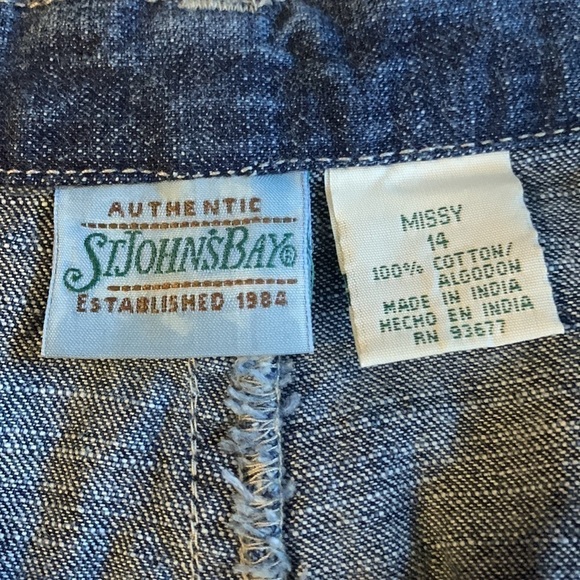 AUTHENTIC
ST. JOHN'S BAY®
ESTABLISHED 1984
MISSY
14
100% COTTON/
ALGODON
MADE IN INDIA
HECHO EN INDIA
RN 93677